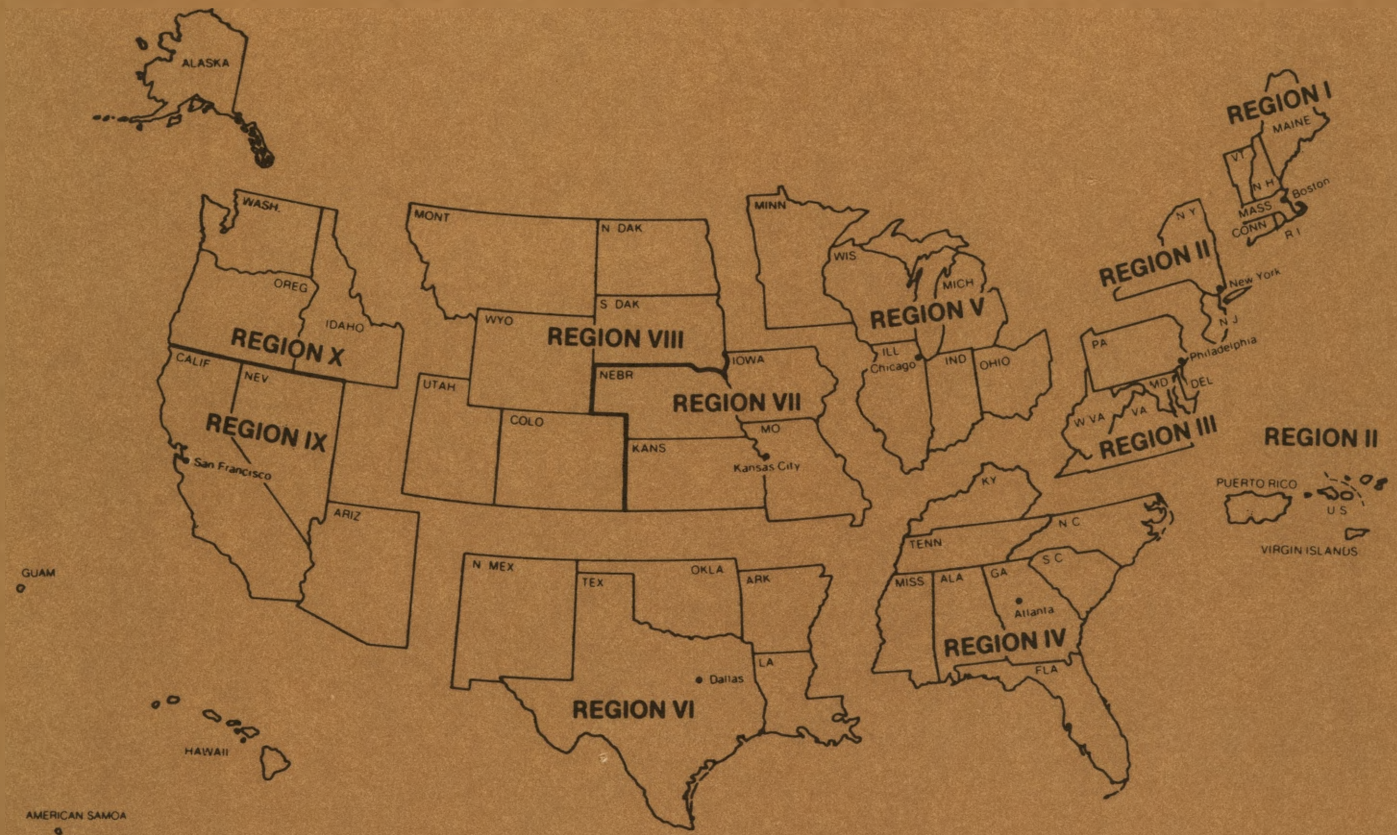 ALASKA
REGION I
MAINE
VT
N H
Boston
MASS
CONN
R I
N Y
REGION II
New York
N J
WASH.
OREG
IDAHO
REGION X
MONT
N DAK
S DAK
WYO
REGION VIII
UTAH
COLO
MINN
WIS
MICH
REGION V
ILL
Chicago
IND
OHIO
PA
Philadelphia
MD
DEL
W VA
VA
REGION III
CALIF
NEV
REGION IX
San Francisco
ARIZ
IOWA
NEBR
REGION VII
KANS
MO
Kansas City
REGION II
PUERTO RICO
U S
VIRGIN ISLANDS
KY
TENN
N C
S C
MISS
ALA
GA
Atlanta
REGION IV
FLA
N MEX
TEX
OKLA
ARK
LA
Dallas
REGION VI
GUAM
HAWAII
AMERICAN SAMOA